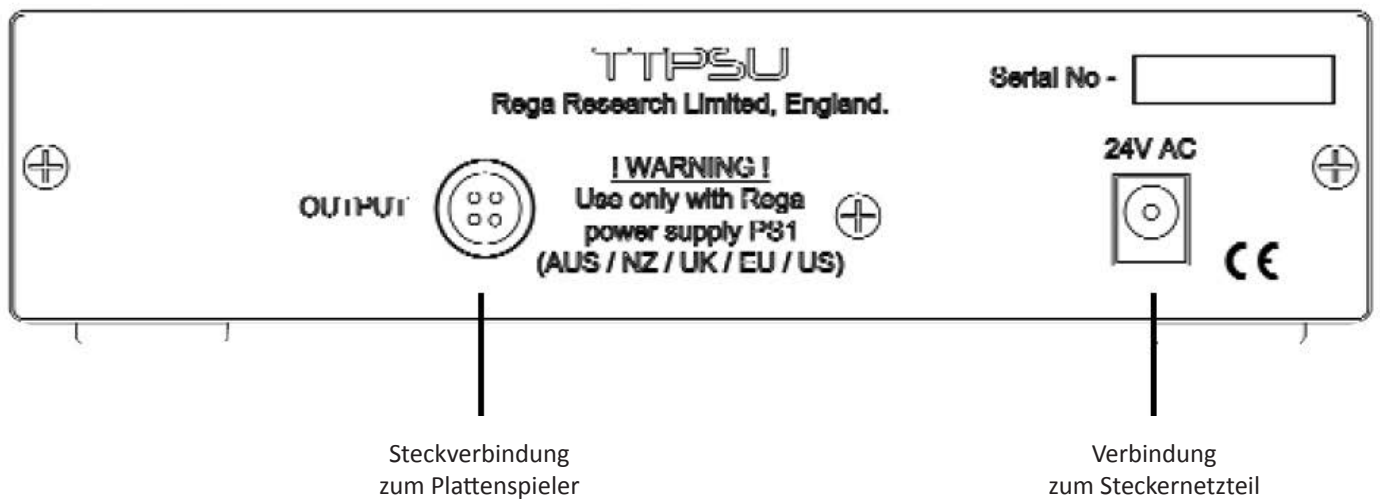 TTPSU
Rega Research Limited, England.
Serial No -
! WARNING !
Use only with Rega
power supply PS1
(AUS / NZ / UK / EU / US)
OUTPUT
24V AC
CE
Steckverbindung
zum Plattenspieler
Verbindung
zum Steckernetzteil